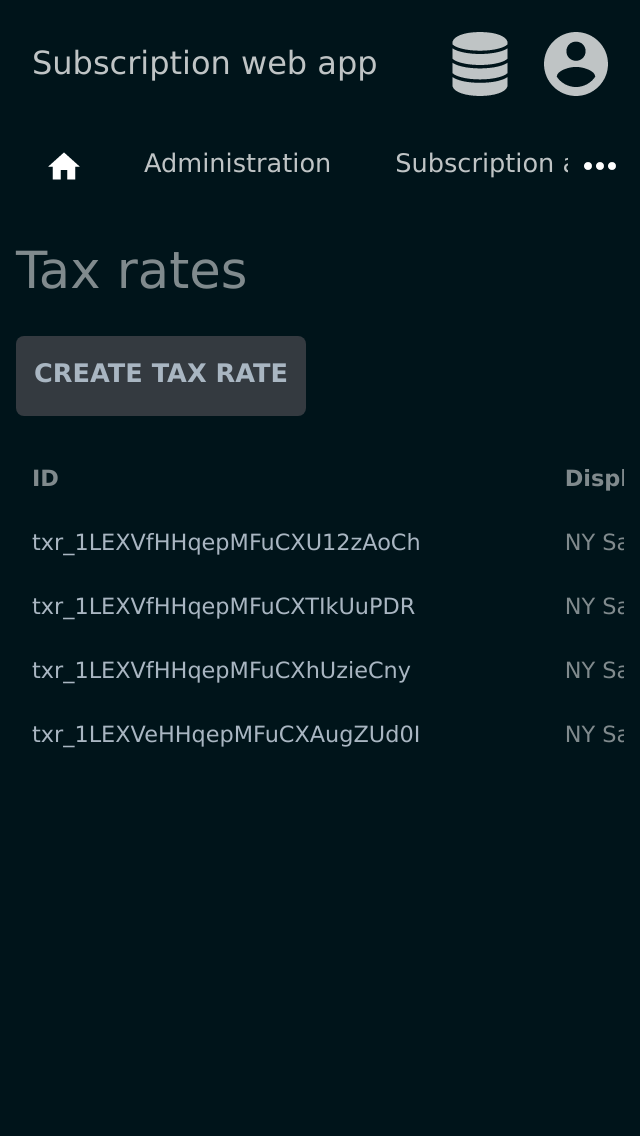 Subscription web app
Administration Subscription
Tax rates
CREATE TAX RATE
ID Displ
txr_1LEXVfHHqepMFuCXU12zAoCh NY Sa
txr_1LEXVfHHqepMFuCXTIkUuPDR NY Sa
txr_1LEXVfHHqepMFuCXhUzieCny NY Sa
txr_1LEXVeHHqepMFuCXAugZUd0I NY Sa